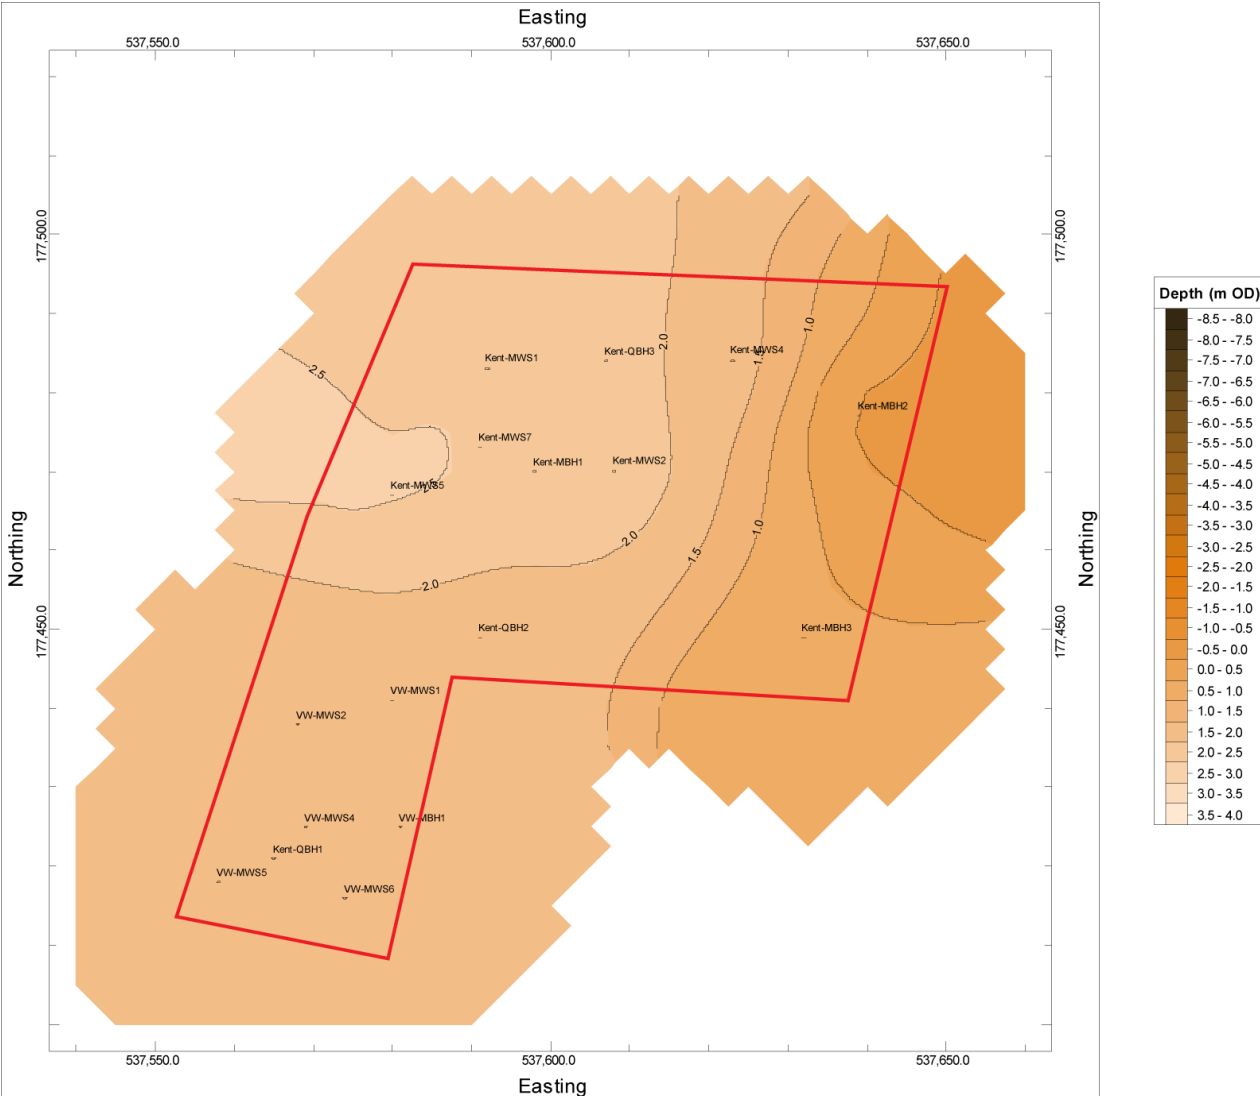 Easting
537,550.0 537,600.0 537,650.0
177,500.0 177,500.0
2.5
2.0
1.0
Kent-MWS1 Kent-QBH3 Kent-MWS4
1.5
Kent-MBH2
Kent-MWS7
Kent-MBH1 Kent-MWS2
Kent-MWS5
2.5
Northing Northing
2.0
1.5
1.0
2.0
177,450.0 177,450.0
Kent-QBH2 Kent-MBH3
VW-MWS1
VW-MWS2
VW-MWS4 VW-MBH1
Kent-QBH1
VW-MWS5
VW-MWS6
537,550.0 537,600.0 537,650.0
Easting
Depth (m OD)
-8.5 - -8.0
-8.0 - -7.5
-7.5 - -7.0
-7.0 - -6.5
-6.5 - -6.0
-6.0 - -5.5
-5.5 - -5.0
-5.0 - -4.5
-4.5 - -4.0
-4.0 - -3.5
-3.5 - -3.0
-3.0 - -2.5
-2.5 - -2.0
-2.0 - -1.5
-1.5 - -1.0
-1.0 - -0.5
-0.5 - 0.0
0.0 - 0.5
0.5 - 1.0
1.0 - 1.5
1.5 - 2.0
2.0 - 2.5
2.5 - 3.0
3.0 - 3.5
3.5 - 4.0